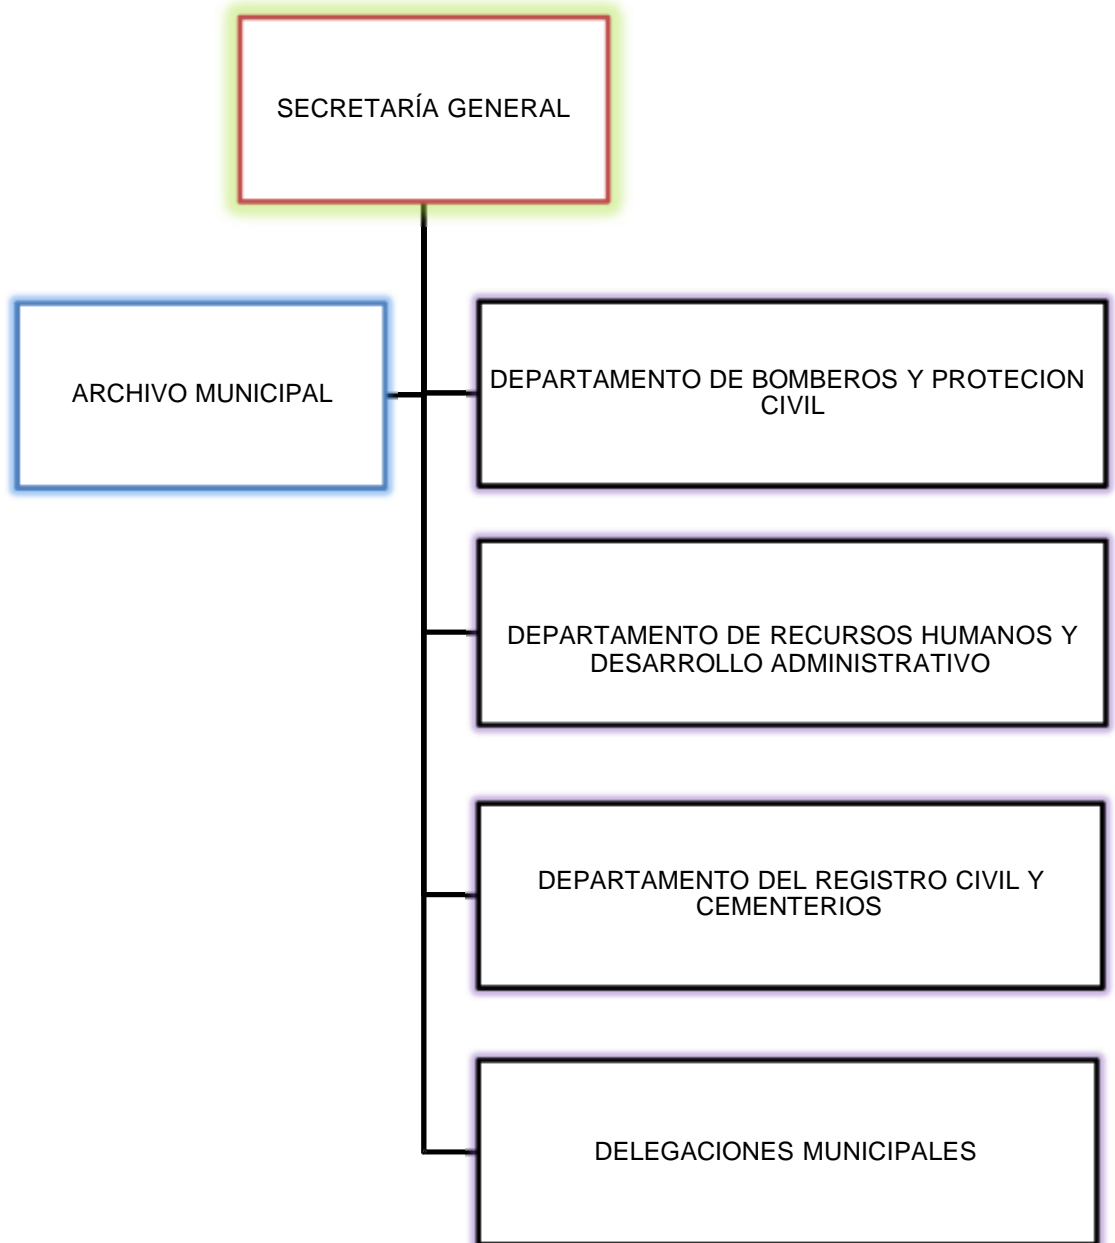 SECRETARÍA GENERAL
ARCHIVO MUNICIPAL
DEPARTAMENTO DE BOMBEROS Y PROTECION
CIVIL
DEPARTAMENTO DE RECURSOS HUMANOS Y
DESARROLLO ADMINISTRATIVO
DEPARTAMENTO DEL REGISTRO CIVIL Y
CEMENTERIOS
DELEGACIONES MUNICIPALES